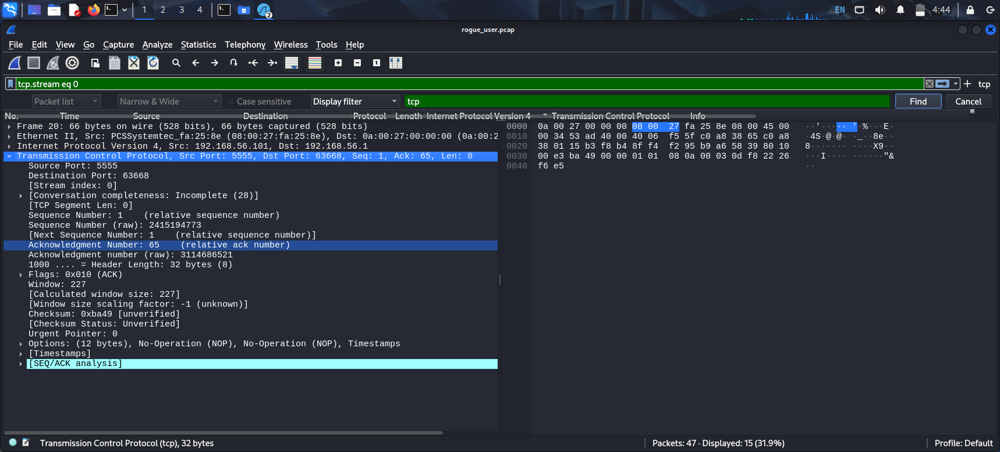 1 2 3 4 2 EN 4:44
rogue_user.pcap
File Edit View Go Capture Analyze Statistics Telephony Wireless Tools Help
tcp.stream eq 0 + tcp
Packet list Narrow & Wide Case sensitive Display filter tcp Find Cancel
No. Time Source Destination Protocol Length Internet Protocol Version 4 Transmission Control Protocol Info
Frame 20: 66 bytes on wire (528 bits), 66 bytes captured (528 bits)
Ethernet II, Src: PCSSystemtec_fa:25:8e (08:00:27:fa:25:8e), Dst: 0a:00:27:00:00:00 (0a:00:2
Internet Protocol Version 4, Src: 192.168.56.101, Dst: 192.168.56.1
Transmission Control Protocol, Src Port: 5555, Dst Port: 63668, Seq: 1, Ack: 65, Len: 0
Source Port: 5555
Destination Port: 63668
[Stream index: 0]
[Conversation completeness: Incomplete (28)]
[TCP Segment Len: 0]
Sequence Number: 1 (relative sequence number)
Sequence Number (raw): 2415194773
[Next Sequence Number: 1 (relative sequence number)]
Acknowledgment Number: 65 (relative ack number)
Acknowledgment number (raw): 3114686521
1000 .... = Header Length: 32 bytes (8)
Flags: 0x010 (ACK)
Window: 227
[Calculated window size: 227]
[Window size scaling factor: -1 (unknown)]
Checksum: 0xba49 [unverified]
[Checksum Status: Unverified]
Urgent Pointer: 0
Options: (12 bytes), No-Operation (NOP), No-Operation (NOP), Timestamps
[Timestamps]
[SEQ/ACK analysis]
0000 0a 00 27 00 00 00 08 00 27 fa 25 8e 08 00 45 00 ··'·····'·%···E·
0010 00 34 53 ad 40 00 40 06 f5 5f c0 a8 38 65 c0 a8 ·4S·@·@··_··8e··
0020 38 01 15 b3 f8 b4 8f f4 f2 95 b9 a6 58 39 80 10 8···········X9··
0030 00 e3 ba 49 00 00 01 01 08 0a 00 03 0d f8 22 26 ···I··········"&
0040 f6 e5 ··
Transmission Control Protocol (tcp), 32 bytes
Packets: 47 · Displayed: 15 (31.9%)
Profile: Default